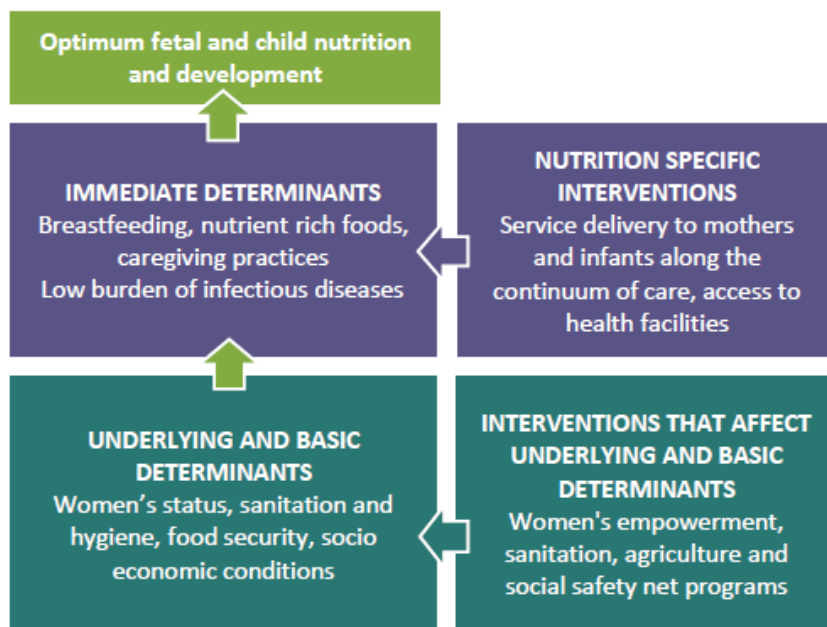 Optimum fetal and child nutrition
and development
IMMEDIATE DETERMINANTS
Breastfeeding, nutrient rich foods,
caregiving practices
Low burden of infectious diseases
NUTRITION SPECIFIC
INTERVENTIONS
Service delivery to mothers
and infants along the
continuum of care, access to
health facilities
UNDERLYING AND BASIC
DETERMINANTS
Women’s status, sanitation and
hygiene, food security, socio
economic conditions
INTERVENTIONS THAT AFFECT
UNDERLYING AND BASIC
DETERMINANTS
Women's empowerment,
sanitation, agriculture and
social safety net programs